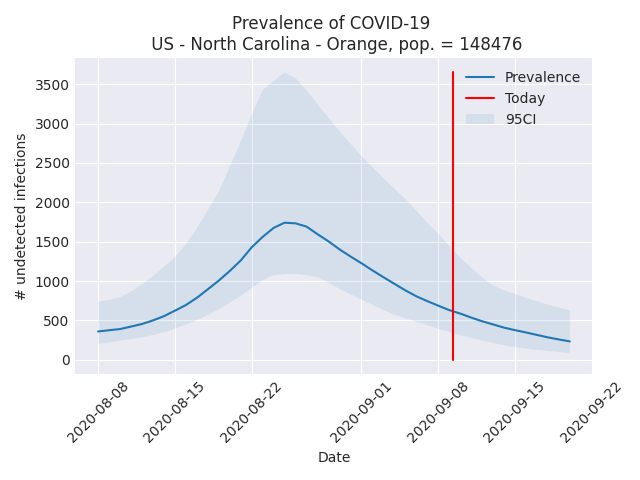 Prevalence of COVID-19
US - North Carolina - Orange, pop. = 148476
Prevalence
Today
95CI
3500
3000
2500
2000
1500
1000
500
0
# undetected infections
2020-08-08
2020-08-15
2020-08-22
2020-09-01
2020-09-08
2020-09-15
2020-09-22
Date